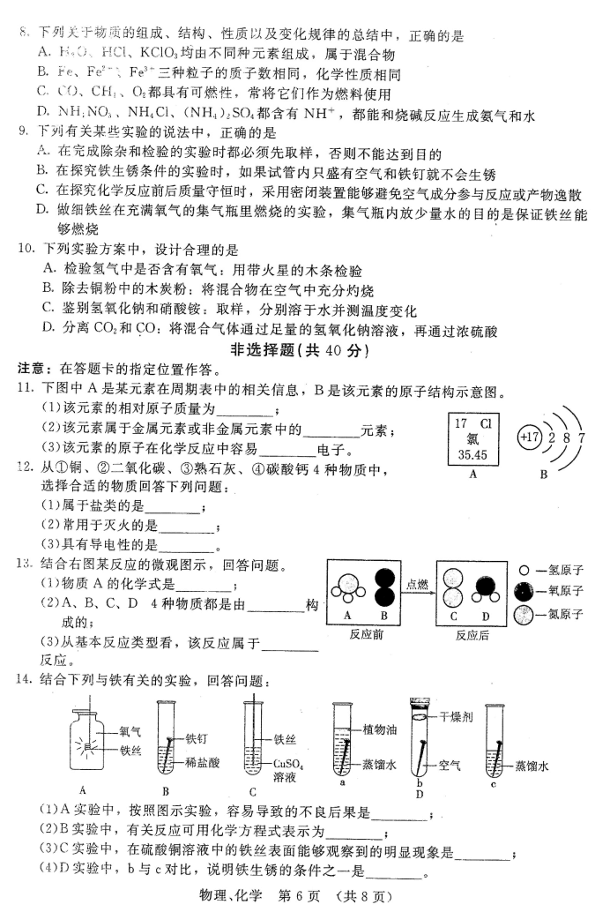 8. 下列关于物质的组成、结构、性质以及变化规律的总结中，正确的是
A. H₂O、HCl、KClO₃均由不同种元素组成，属于混合物
B. Fe、Fe²⁺、Fe³⁺三种粒子的质子数相同，化学性质相同
C. CO、CH₄、O₂都具有可燃性，常将它们作为燃料使用
D. NH₄NO₃、NH₄Cl、(NH₄)₂SO₄都含有 NH⁺，都能和烧碱反应生成氨气和水
9. 下列有关某些实验的说法中，正确的是
A. 在完成除杂和检验的实验时都必须先取样，否则不能达到目的
B. 在探究铁生锈条件的实验时，如果试管内只盛有空气和铁钉就不会生锈
C. 在探究化学反应前后质量守恒时，采用密闭装置能够避免空气成分参与反应或产物逸散
D. 做细铁丝在充满氧气的集气瓶里燃烧的实验，集气瓶内放少量水的目的是保证铁丝能
够燃烧
10. 下列实验方案中，设计合理的是
A. 检验氢气中是否含有氧气：用带火星的木条检验
B. 除去铜粉中的木炭粉：将混合物在空气中充分灼烧
C. 鉴别氢氧化钠和硝酸铵：取样，分别溶于水并测温度变化
D. 分离 CO₂和 CO：将混合气体通过足量的氢氧化钠溶液，再通过浓硫酸
非选择题(共 40 分)
注意：在答题卡的指定位置作答。
11. 下图中 A 是某元素在周期表中的相关信息，B 是该元素的原子结构示意图。
(1)该元素的相对原子质量为________；
(2)该元素属于金属元素或非金属元素中的________元素；
(3)该元素的原子在化学反应中容易________电子。
17 Cl
氯
35.45
A
+17 2 8 7
B
12. 从①铜、②二氧化碳、③熟石灰、④碳酸钙 4 种物质中，
选择合适的物质回答下列问题：
(1)属于盐类的是________；
(2)常用于灭火的是________；
(3)具有导电性的是________。
13. 结合右图某反应的微观图示，回答问题。
(1)物质 A 的化学式是________；
(2)A、B、C、D 4 种物质都是由________构
成的；
(3)从基本反应类型看，该反应属于________
反应。
A B
反应前
点燃
C D
反应后
—氢原子
—氧原子
—氮原子
14. 结合下列与铁有关的实验，回答问题：
氧气
铁丝
A
铁钉
稀盐酸
B
铁丝
CuSO₄
溶液
C
植物油
蒸馏水
a
干燥剂
空气
b
D
蒸馏水
c
(1)A 实验中，按照图示实验，容易导致的不良后果是________；
(2)B 实验中，有关反应可用化学方程式表示为________；
(3)C 实验中，在硫酸铜溶液中的铁丝表面能够观察到的明显现象是________；
(4)D 实验中，b 与 c 对比，说明铁生锈的条件之一是________。
物理、化学 第 6 页 （共 8 页）